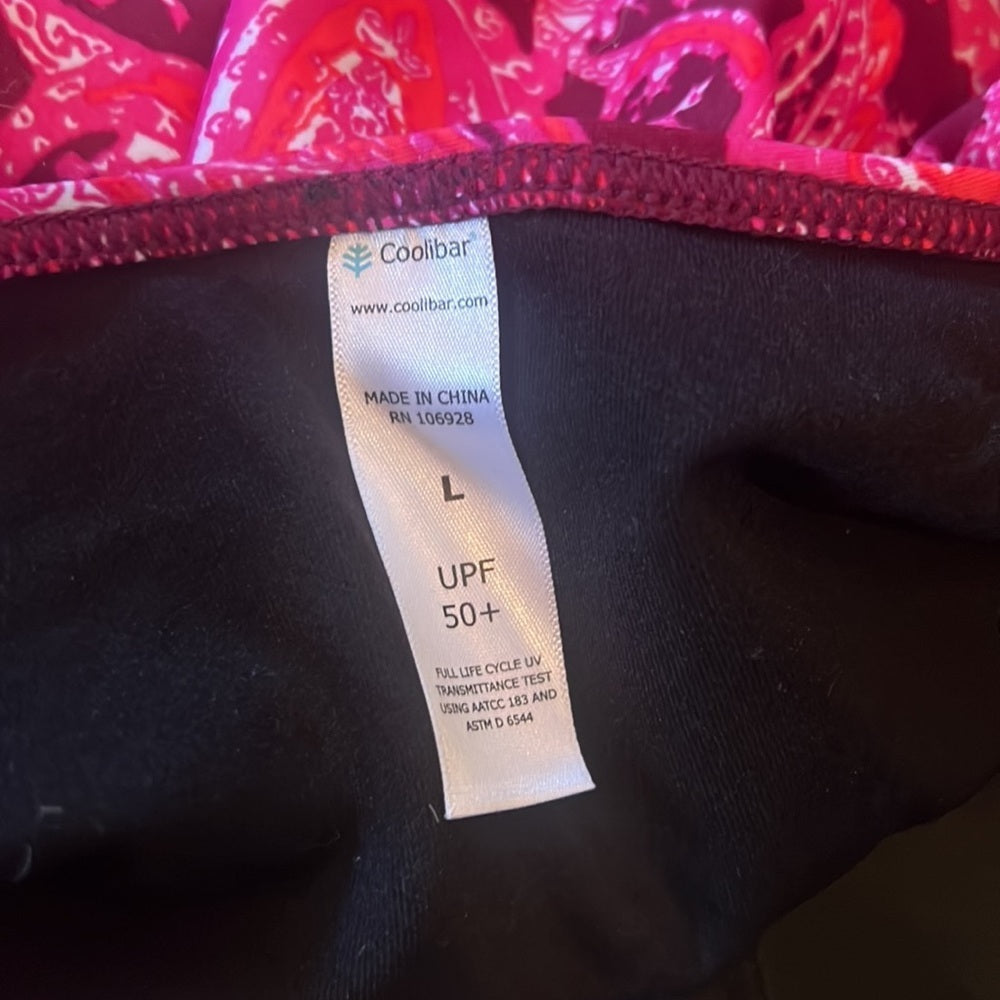 Coolibar
www.coolibar.com
MADE IN CHINA
RN 106928
L
UPF
50+
FULL LIFE CYCLE UV
TRANSMITTANCE TEST
USING AATCC 183 AND
ASTM D 6544